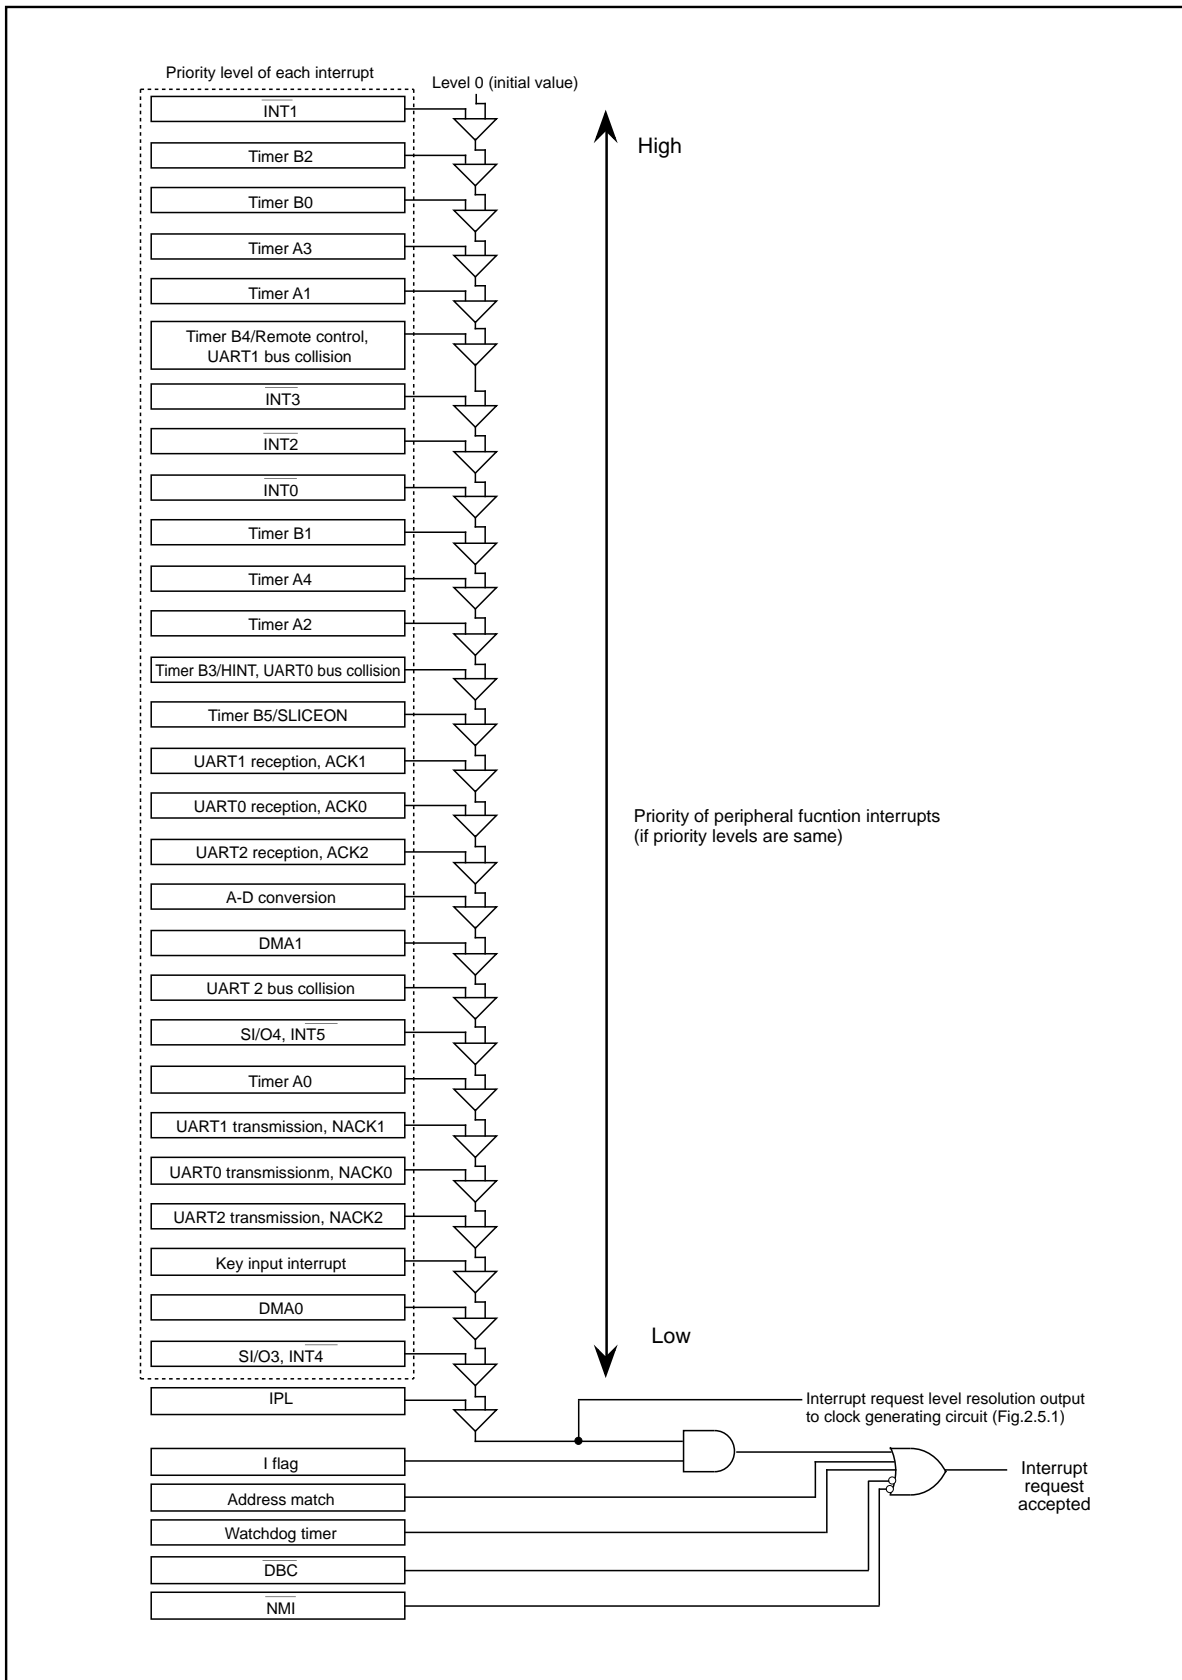 Priority level of each interrupt
Level 0 (initial value)
INT1
High
Timer B2
Timer B0
Timer A3
Timer A1
Timer B4/Remote control,
UART1 bus collision
INT3
INT2
INT0
Timer B1
Timer A4
Timer A2
Timer B3/HINT, UART0 bus collision
Timer B5/SLICEON
UART1 reception, ACK1
UART0 reception, ACK0
Priority of peripheral fucntion interrupts
(if priority levels are same)
UART2 reception, ACK2
A-D conversion
DMA1
UART 2 bus collision
SI/O4, INT5
Timer A0
UART1 transmission, NACK1
UART0 transmissionm, NACK0
UART2 transmission, NACK2
Key input interrupt
DMA0
Low
SI/O3, INT4
IPL
Interrupt request level resolution output
to clock generating circuit (Fig.2.5.1)
I flag
Address match
Interrupt
request
accepted
Watchdog timer
DBC
NMI